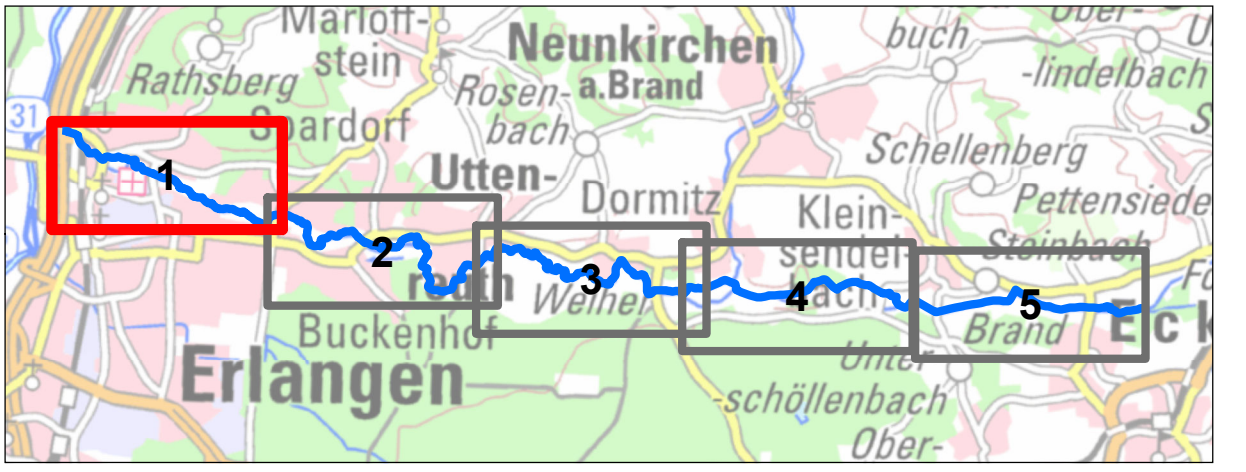 Marloff-
stein
Neunkirchen
a.Brand
buch
Ober-
-lindelbach
Rathsberg
Rosen-
bach
31
Spardorf
Schellenberg
1
Utten-
Dormitz
Klein-
sendel-
bach
Pettensiede
Steinbach
2
reuth
3
Weiher
4
5
Brand
Eck
Buckenhof
Unter-
Erlangen
-schöllenbach
Ober-